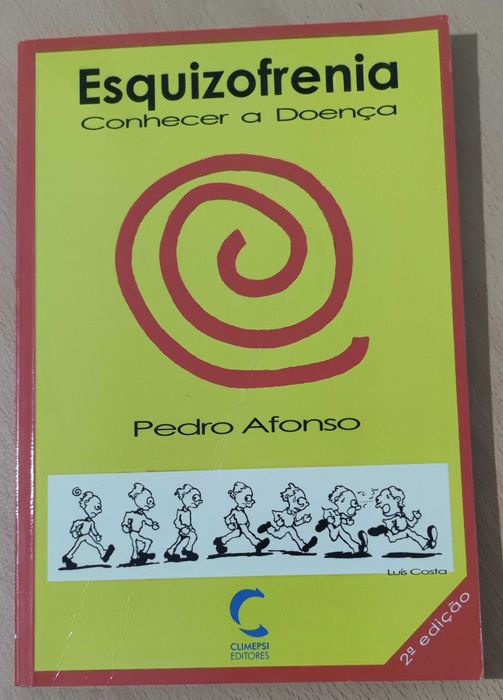 Esquizofrenia
Conhecer a Doença
Pedro Afonso
Luís Costa
CLIMEPSI
EDITORES
2ª edição